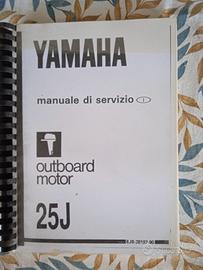 YAMAHA
manuale di servizio I
outboard
motor
25J